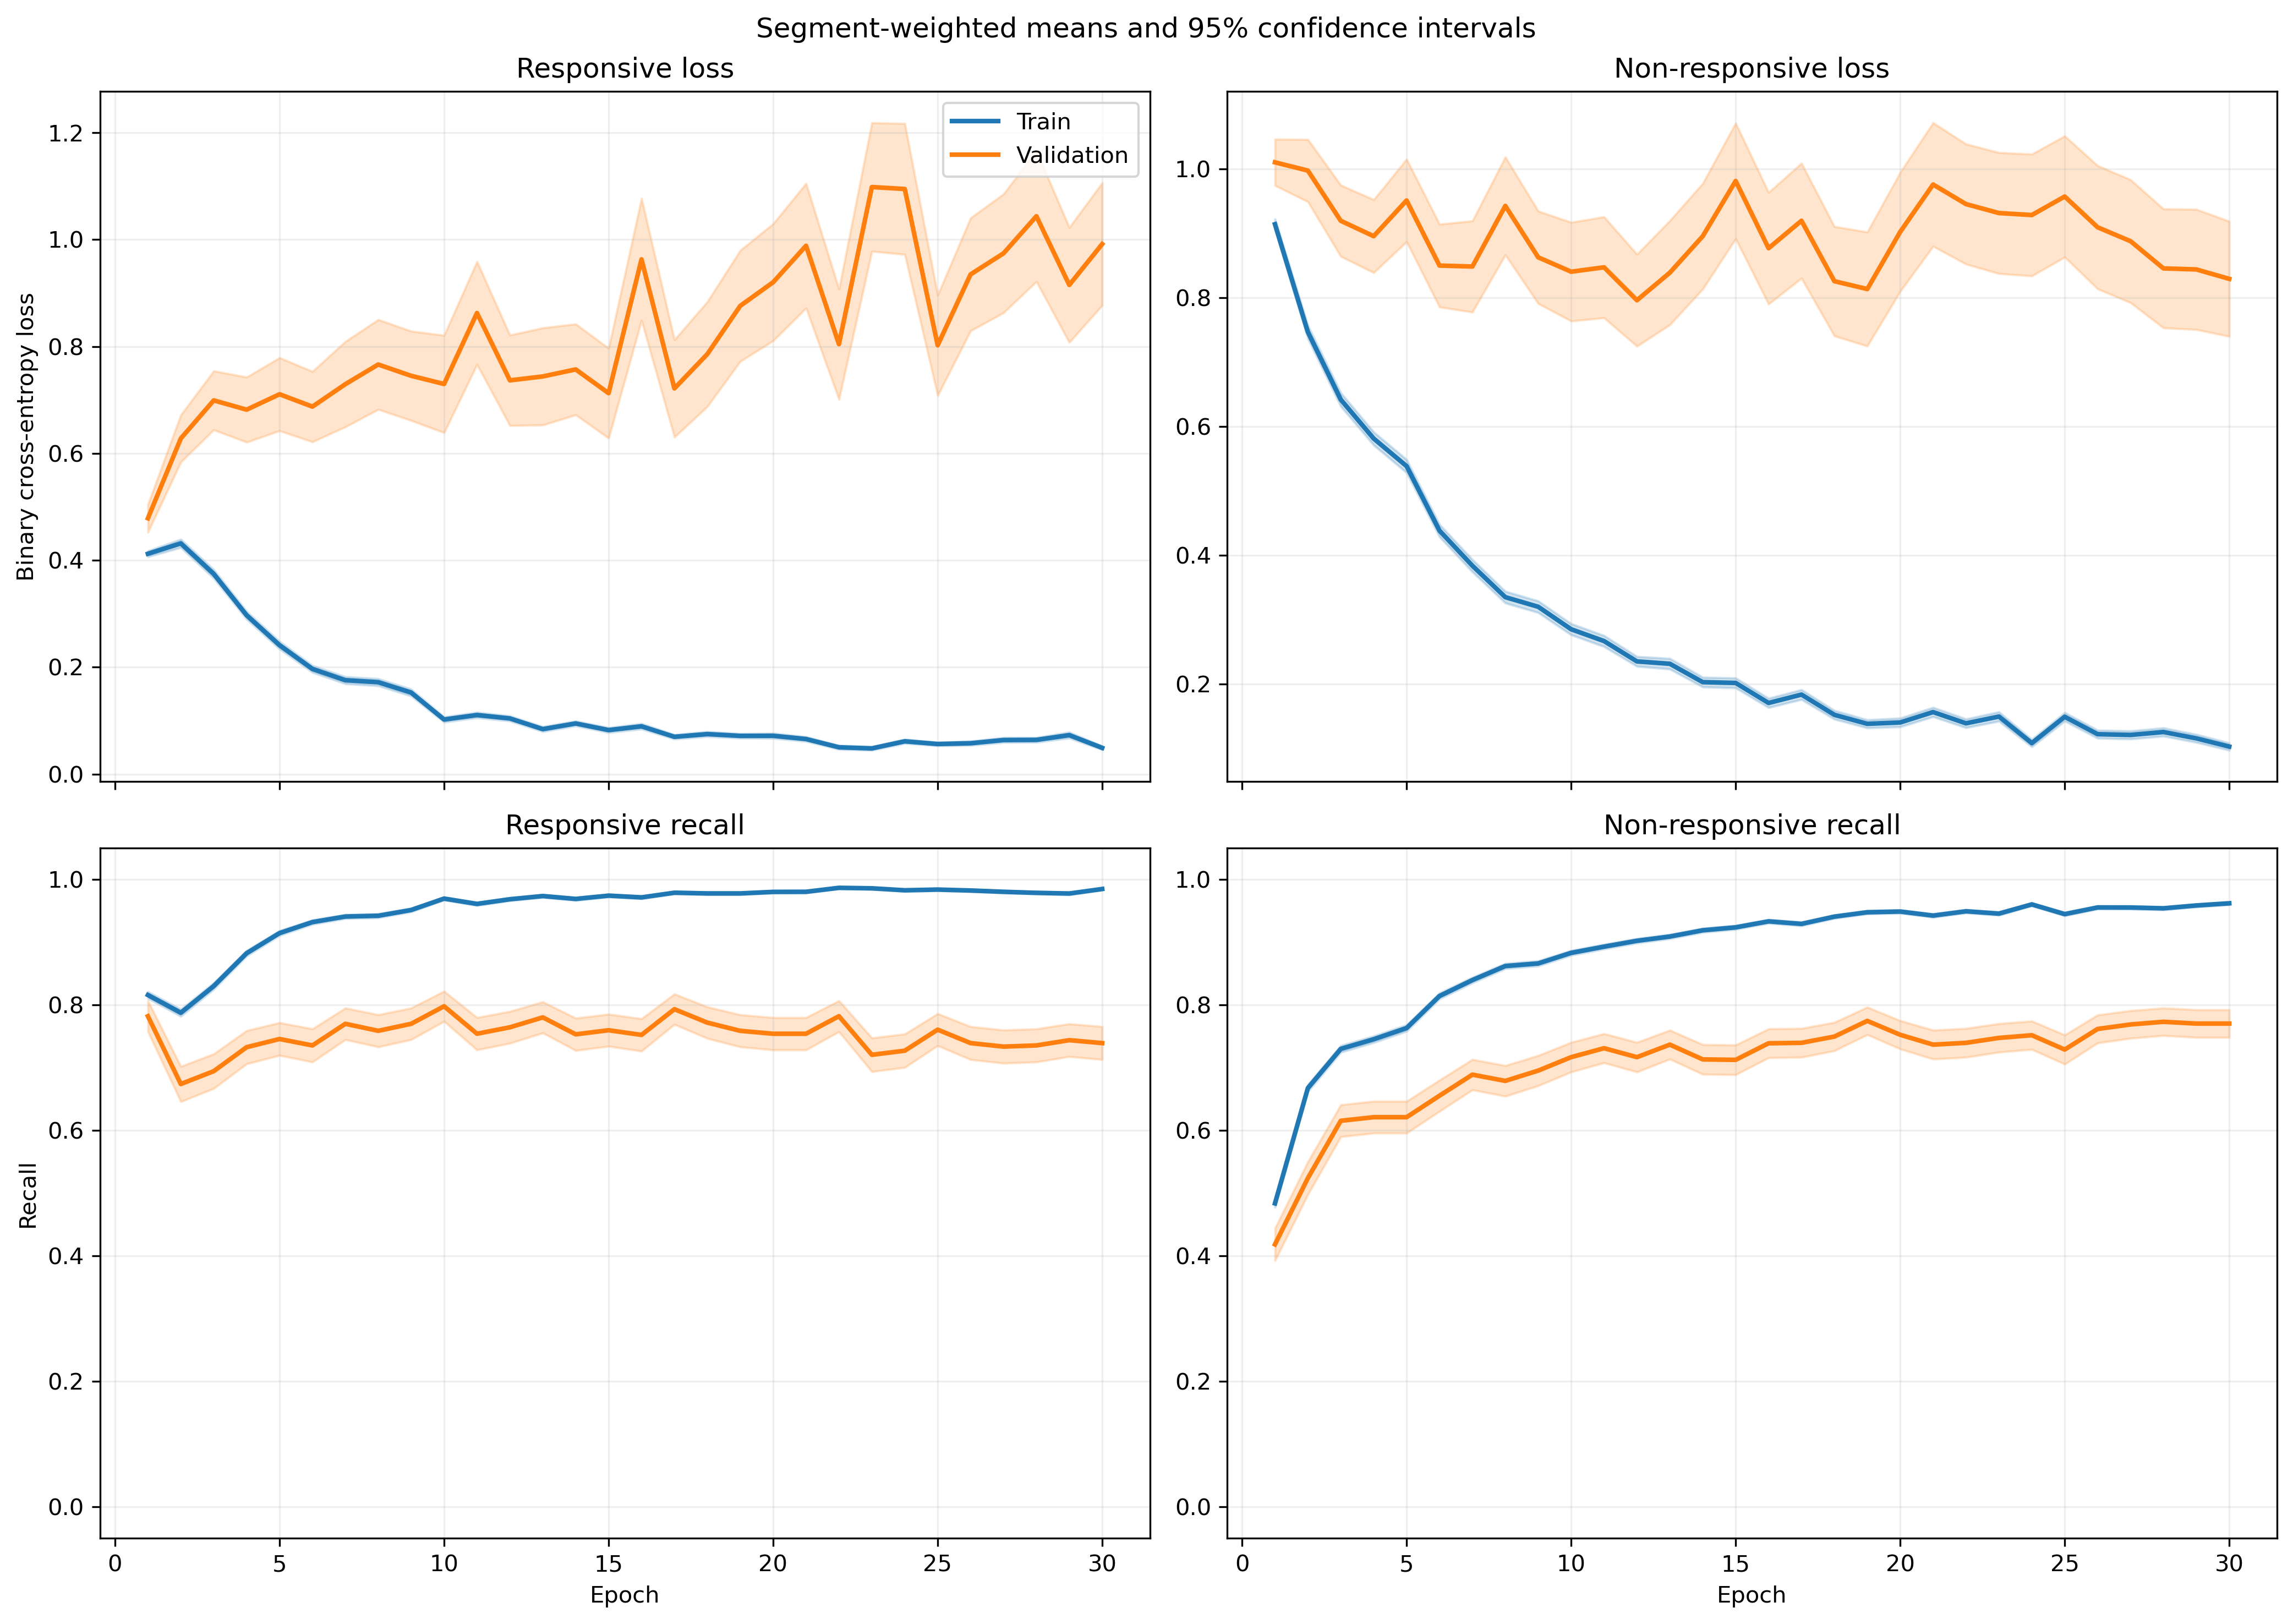 Segment-weighted means and 95% confidence intervals
Responsive loss
Non-responsive loss
Train
Validation
Binary cross-entropy loss
1.2
1.0
0.8
0.6
0.4
0.2
0.0
1.0
0.8
0.6
0.4
0.2
Responsive recall
Non-responsive recall
Recall
1.0
0.8
0.6
0.4
0.2
0.0
0 5 10 15 20 25 30
Epoch
1.0
0.8
0.6
0.4
0.2
0.0
0 5 10 15 20 25 30
Epoch